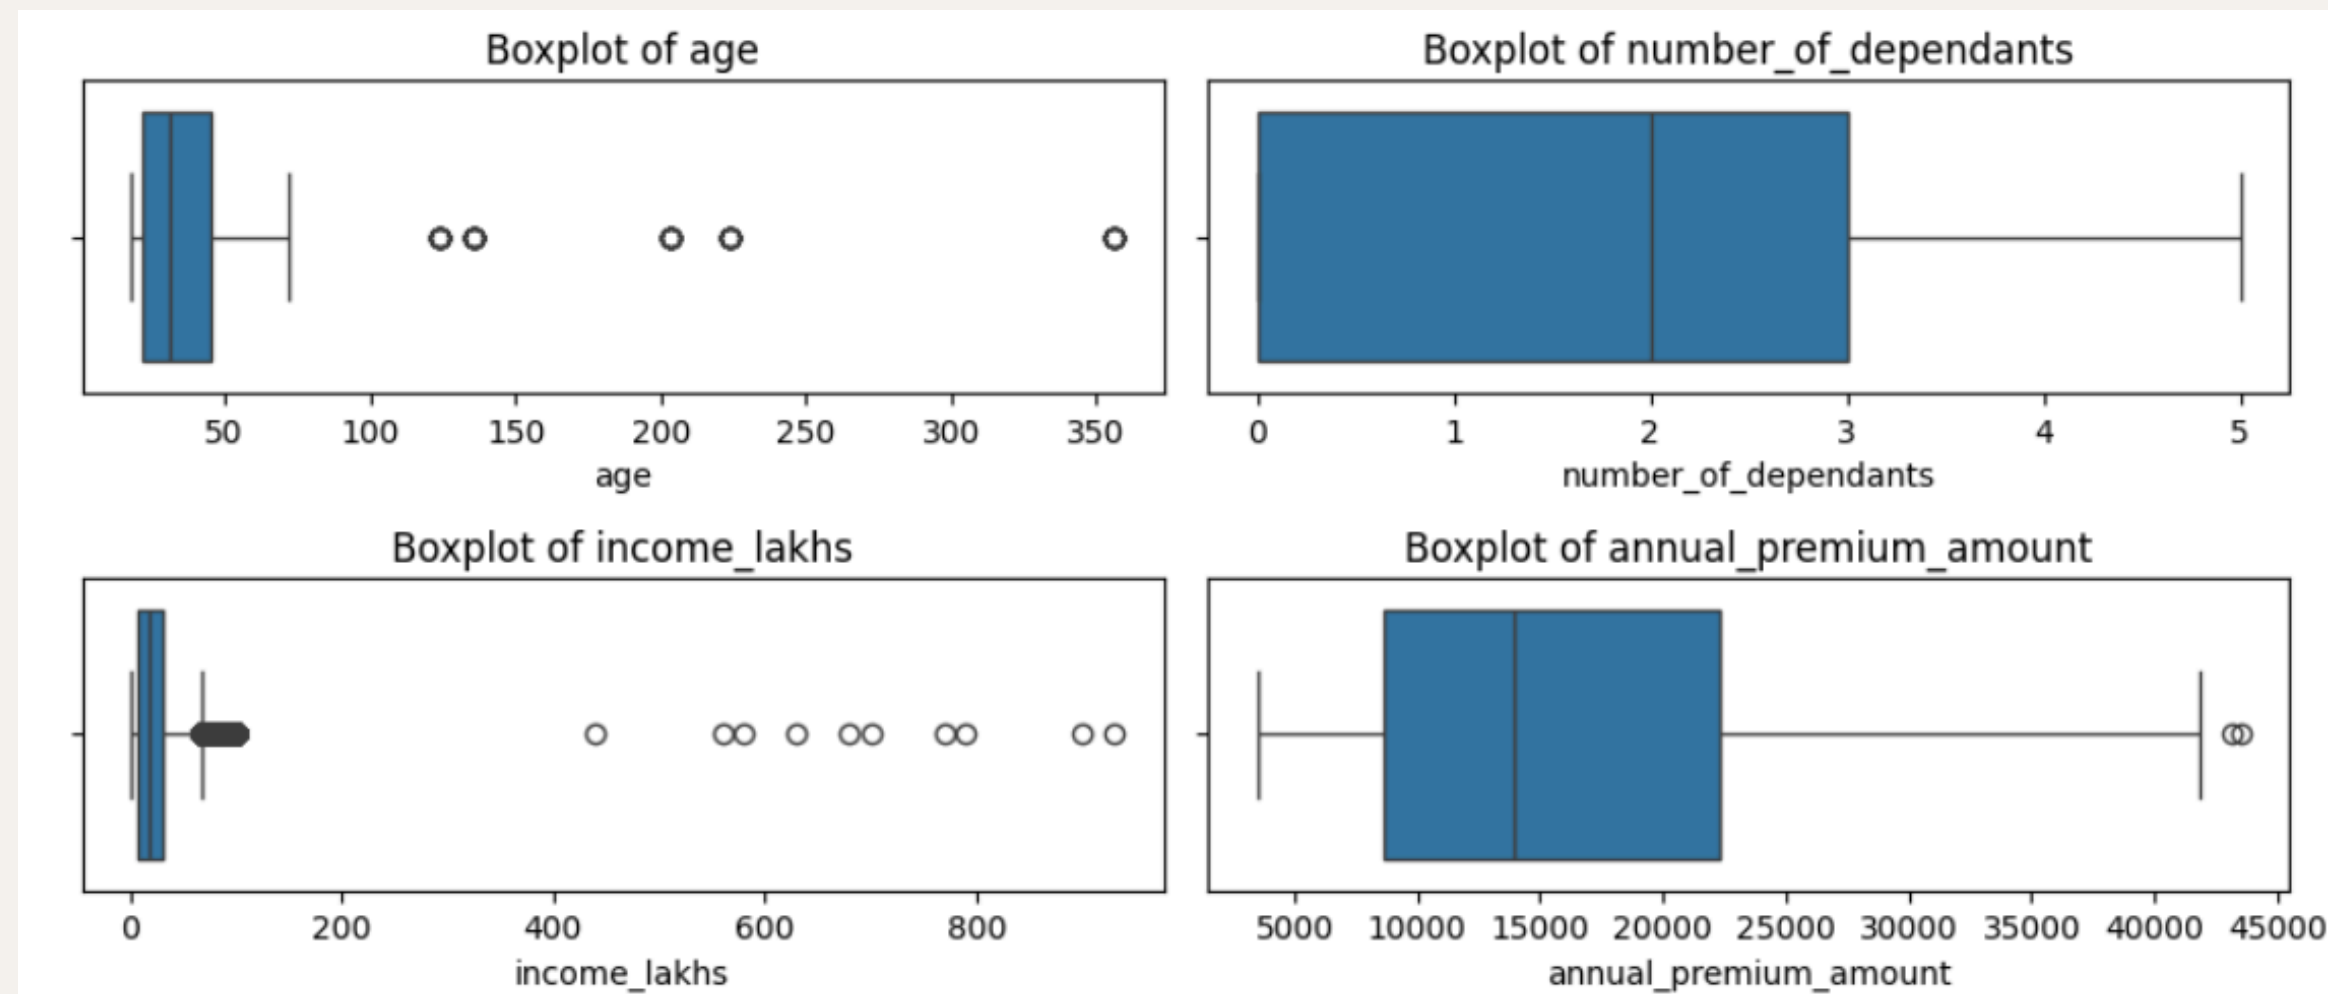 Boxplot of age
50 100 150 200 250 300 350
age
Boxplot of number_of_dependants
0 1 2 3 4 5
number_of_dependants
Boxplot of income_lakhs
0 200 400 600 800
income_lakhs
Boxplot of annual_premium_amount
5000 10000 15000 20000 25000 30000 35000 40000 45000
annual_premium_amount